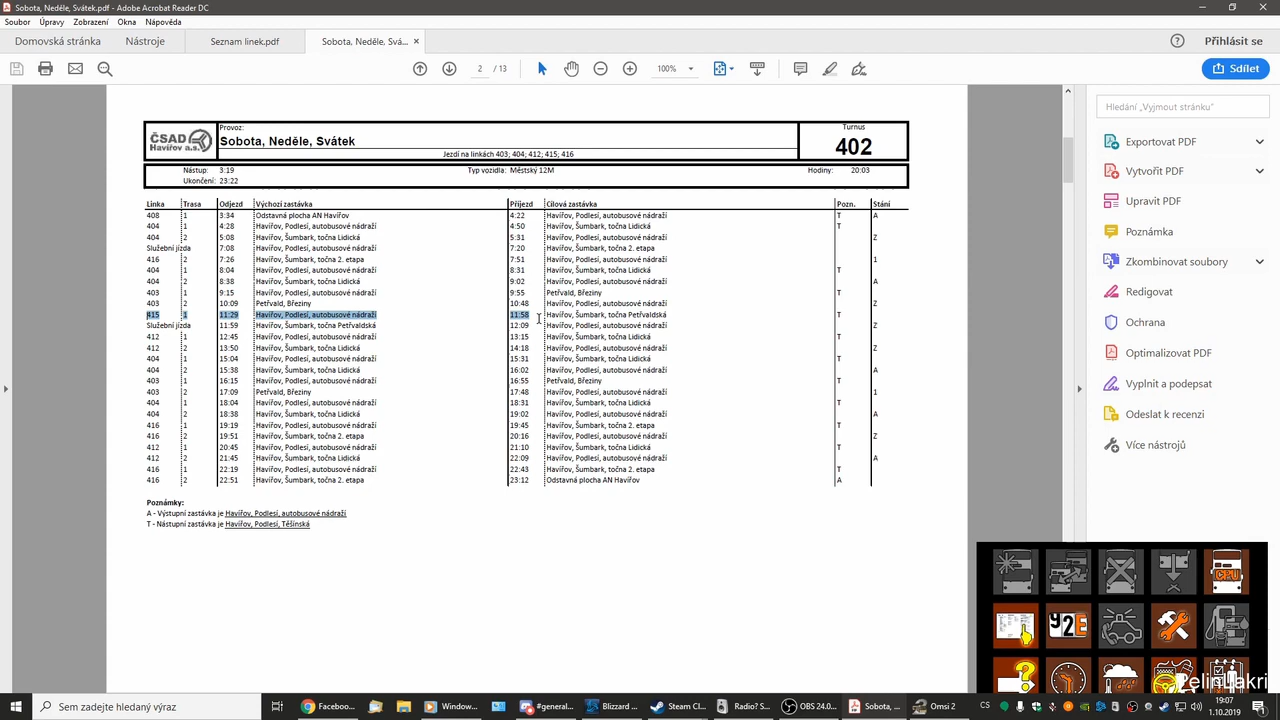 Sobota, Neděle, Svátek.pdf - Adobe Acrobat Reader DC
Soubor Úpravy Zobrazení Okna Nápověda
Domovská stránka Nástroje Seznam linek.pdf Sobota, Neděle, Svá... × Přihlásit se
2 / 13 100% Sdílet
Hledání „Vyjmout stránku"
Exportovat PDF
Vytvořit PDF
Upravit PDF
Poznámka
Zkombinovat soubory
Redigovat
Ochrana
Optimalizovat PDF
Vyplnit a podepsat
Odeslat k recenzi
Více nástrojů
ČSAD Havířov a.s.
Provoz: Turnus
Sobota, Neděle, Svátek 402
Jezdí na linkách 403; 404; 412; 415; 416
Nástup: 3:19 Typ vozidla: Městský 12M Hodiny: 20:03
Ukončení: 23:22
Linka Trasa Odjezd Výchozí zastávka Příjezd Cílová zastávka Pozn. Stání
408 1 3:34 Odstavná plocha AN Havířov 4:22 Havířov, Podlesí, autobusové nádraží T A
404 1 4:28 Havířov, Podlesí, autobusové nádraží 4:50 Havířov, Šumbark, točna Lidická T
404 2 5:08 Havířov, Šumbark, točna Lidická 5:31 Havířov, Podlesí, autobusové nádraží Z
Služební jízda 7:08 Havířov, Podlesí, autobusové nádraží 7:20 Havířov, Šumbark, točna 2. etapa
416 2 7:26 Havířov, Šumbark, točna 2. etapa 7:51 Havířov, Podlesí, autobusové nádraží 1
404 1 8:04 Havířov, Podlesí, autobusové nádraží 8:31 Havířov, Šumbark, točna Lidická T
404 2 8:38 Havířov, Šumbark, točna Lidická 9:02 Havířov, Podlesí, autobusové nádraží A
403 1 9:15 Havířov, Podlesí, autobusové nádraží 9:55 Petřvald, Březiny T
403 2 10:09 Petřvald, Březiny 10:48 Havířov, Podlesí, autobusové nádraží Z
415 1 11:29 Havířov, Podlesí, autobusové nádraží 11:58 Havířov, Šumbark, točna Petřvaldská T
Služební jízda 11:59 Havířov, Šumbark, točna Petřvaldská 12:09 Havířov, Podlesí, autobusové nádraží Z
412 1 12:45 Havířov, Podlesí, autobusové nádraží 13:15 Havířov, Šumbark, točna Lidická T
412 2 13:50 Havířov, Šumbark, točna Lidická 14:18 Havířov, Podlesí, autobusové nádraží Z
404 1 15:04 Havířov, Podlesí, autobusové nádraží 15:31 Havířov, Šumbark, točna Lidická T
404 2 15:38 Havířov, Šumbark, točna Lidická 16:02 Havířov, Podlesí, autobusové nádraží A
403 1 16:15 Havířov, Podlesí, autobusové nádraží 16:55 Petřvald, Březiny T
403 2 17:09 Petřvald, Březiny 17:48 Havířov, Podlesí, autobusové nádraží 1
404 1 18:04 Havířov, Podlesí, autobusové nádraží 18:31 Havířov, Šumbark, točna Lidická T
404 2 18:38 Havířov, Šumbark, točna Lidická 19:02 Havířov, Podlesí, autobusové nádraží A
416 1 19:19 Havířov, Podlesí, autobusové nádraží 19:45 Havířov, Šumbark, točna 2. etapa T
416 2 19:51 Havířov, Šumbark, točna 2. etapa 20:16 Havířov, Podlesí, autobusové nádraží Z
412 1 20:45 Havířov, Podlesí, autobusové nádraží 21:10 Havířov, Šumbark, točna Lidická T
412 2 21:45 Havířov, Šumbark, točna Lidická 22:09 Havířov, Podlesí, autobusové nádraží A
416 1 22:19 Havířov, Podlesí, autobusové nádraží 22:43 Havířov, Šumbark, točna 2. etapa T
416 2 22:51 Havířov, Šumbark, točna 2. etapa 23:12 Odstavná plocha AN Havířov A
Poznámky:
A - Výstupní zastávka je Havířov, Podlesí, autobusové nádraží
T - Nástupní zastávka je Havířov, Podlesí, Těšínská
CPU
92E
Sem zadejte hledaný výraz
Faceboo... Window... #general... Blizzard ... Steam Cl... Radio? S... OBS 24.0... Sobota, ... Omsi 2
CS
19:07
1.10.2019